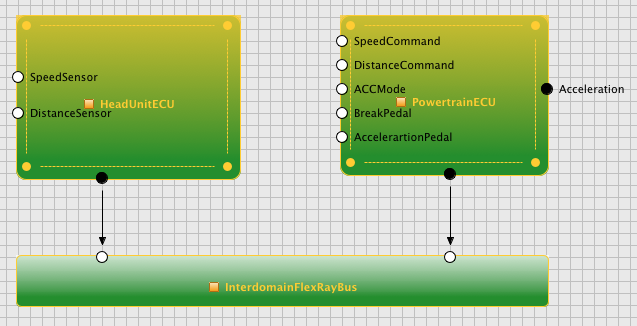 SpeedSensor
HeadUnitECU
DistanceSensor
SpeedCommand
DistanceCommand
ACCMode
PowertrainECU
BreakPedal
AccelerartionPedal
Acceleration
InterdomainFlexRayBus